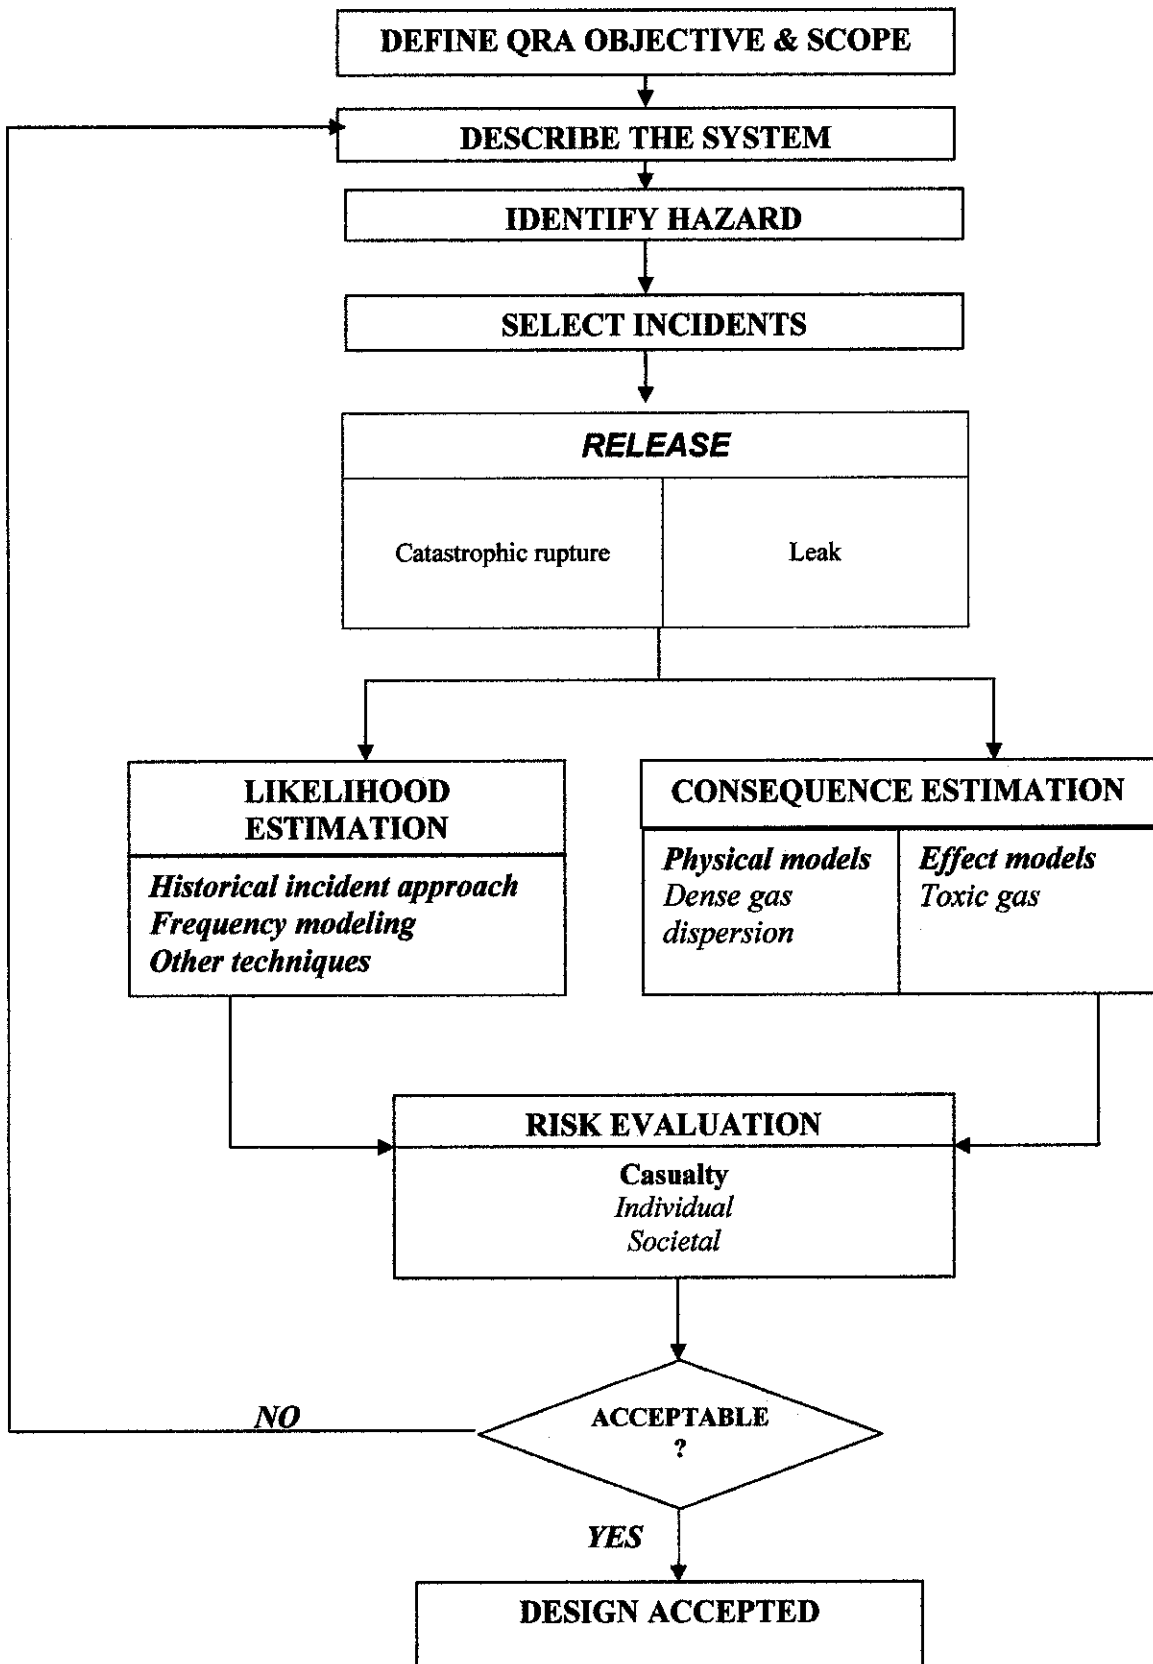 DEFINE QRA OBJECTIVE & SCOPE
DESCRIBE THE SYSTEM
IDENTIFY HAZARD
SELECT INCIDENTS
RELEASE
Catastrophic rupture
Leak
LIKELIHOOD
ESTIMATION
Historical incident approach
Frequency modeling
Other techniques
CONSEQUENCE ESTIMATION
Physical models
Dense gas
dispersion
Effect models
Toxic gas
RISK EVALUATION
Casualty
Individual
Societal
ACCEPTABLE
?
NO
YES
DESIGN ACCEPTED